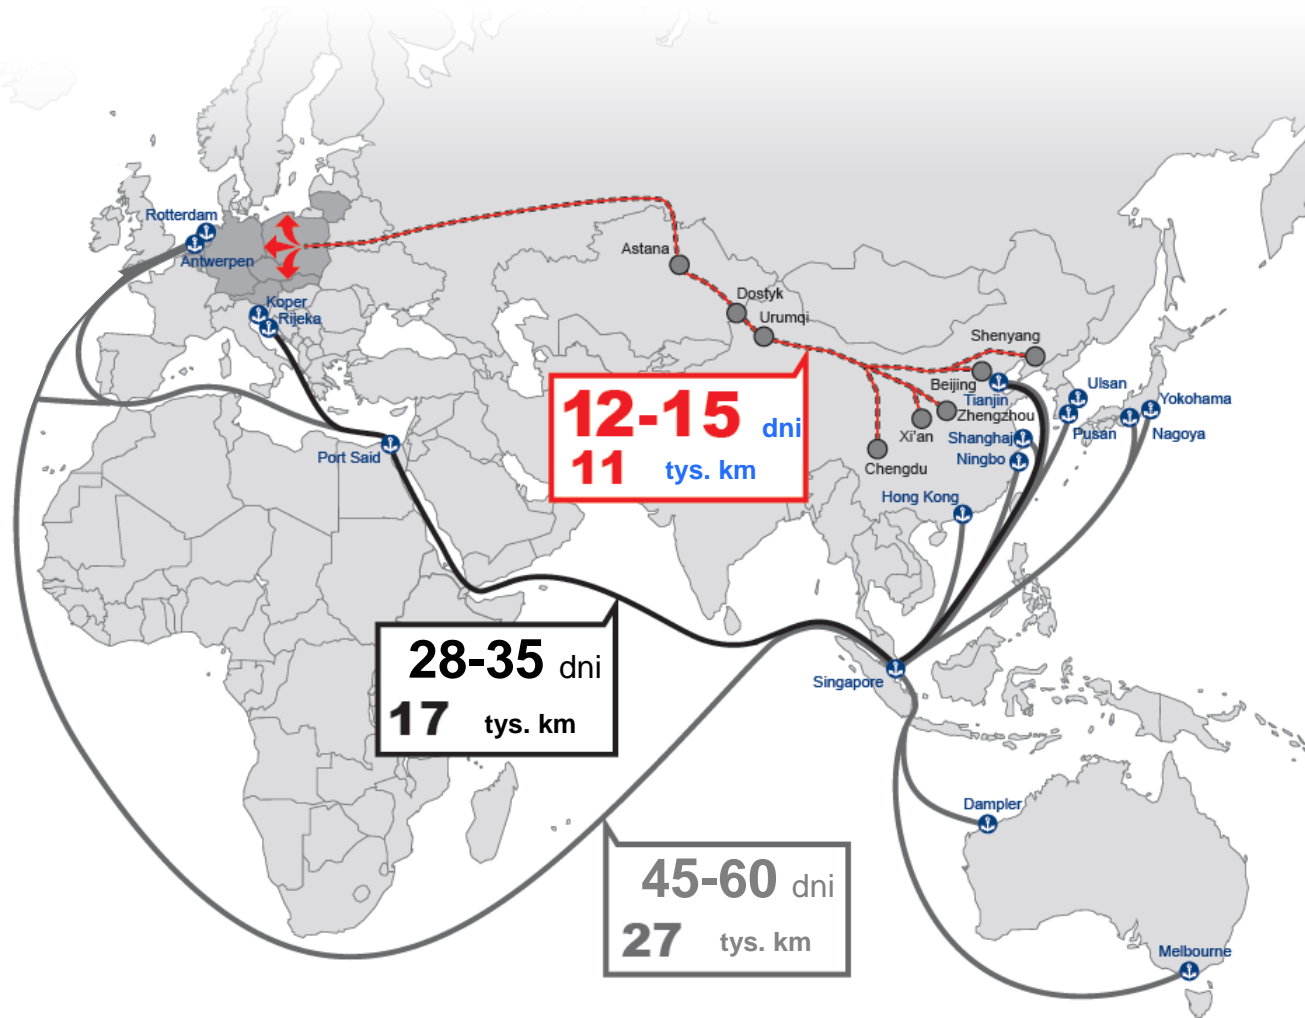 Rotterdam
Antwerpen
Koper
Rijeka
Port Said
Astana
Dostyk
Urumqi
Shenyang
Beijing
Tianjin
Ulsan
Yokohama
Zhengzhou
Pusan
Nagoya
Xi'an
Shanghaj
Ningbo
Chengdu
Hong Kong
12-15 dni
11 tys. km
28-35 dni
17 tys. km
Singapore
Dampler
45-60 dni
27 tys. km
Melbourne